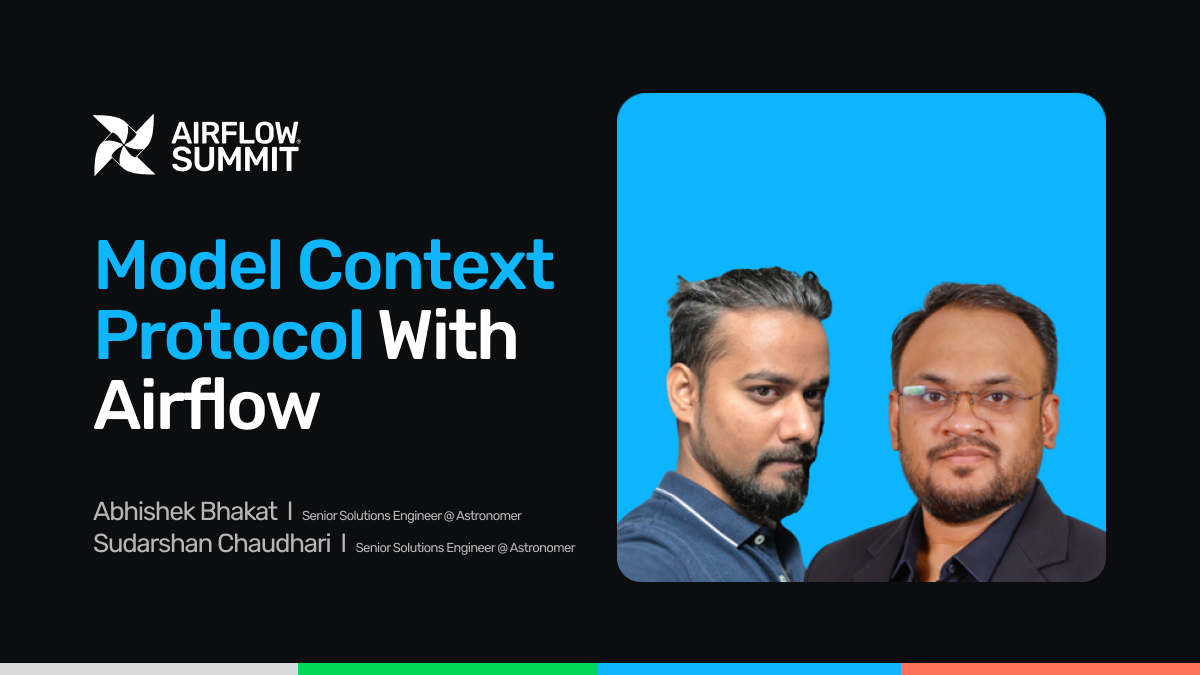 AIRFLOW
SUMMIT
Model Context
Protocol With
Airflow
Abhishek Bhakat | Senior Solutions Engineer @ Astronomer
Sudarshan Chaudhari | Senior Solutions Engineer @ Astronomer